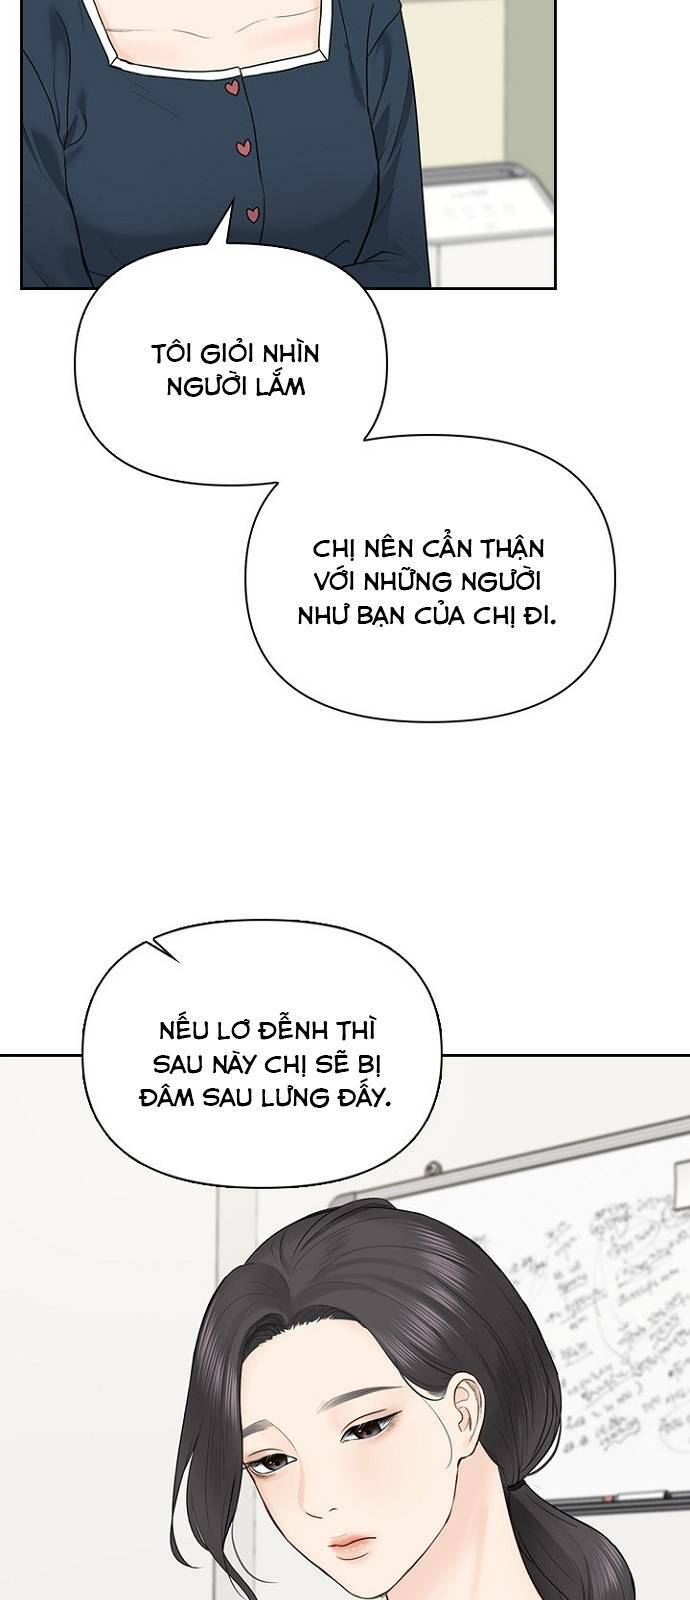 TÔI GIỎI NHÌN
NGƯỜI LẮM
CHỊ NÊN CẨN THẬN
VỚI NHỮNG NGƯỜI
NHƯ BẠN CỦA CHỊ ĐI.
NẾU LƠ ĐỄNH THÌ
SAU NÀY CHỊ SẼ BỊ
ĐÂM SAU LƯNG ĐẤY.